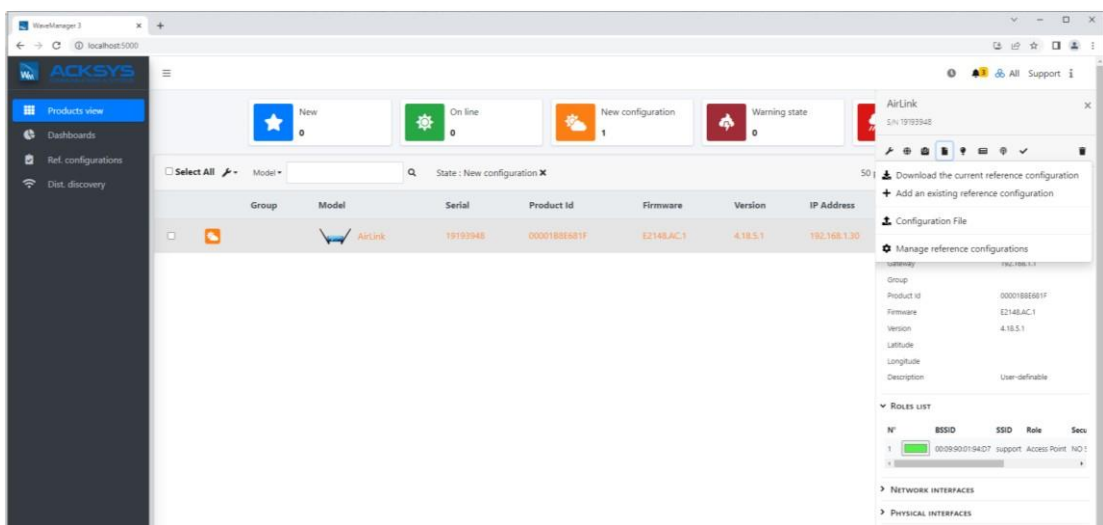 WaveManager 3
localhost:5000
Wm ACKSYS
3 All Support i
Products view
Dashboards
Ref. configurations
Dist. discovery
New
0
On line
0
New configuration
1
Warning state
0
Select All
Model
State : New configuration X
50
Group Model Serial Product Id Firmware Version IP Address
AirLink 19193948 00001B8E681F E2148.AC.1 4.18.5.1 192.168.1.30
AirLink
S/N 19193948
Download the current reference configuration
Add an existing reference configuration
Configuration File
Manage reference configurations
Gateway 192.168.1.1
Group
Product Id 00001B8E681F
Firmware E2148.AC.1
Version 4.18.5.1
Latitude
Longitude
Description User-definable
ROLES LIST
N° BSSID SSID Role Secu
1 00:09:90:01:94:D7 support Access Point NO
NETWORK INTERFACES
PHYSICAL INTERFACES